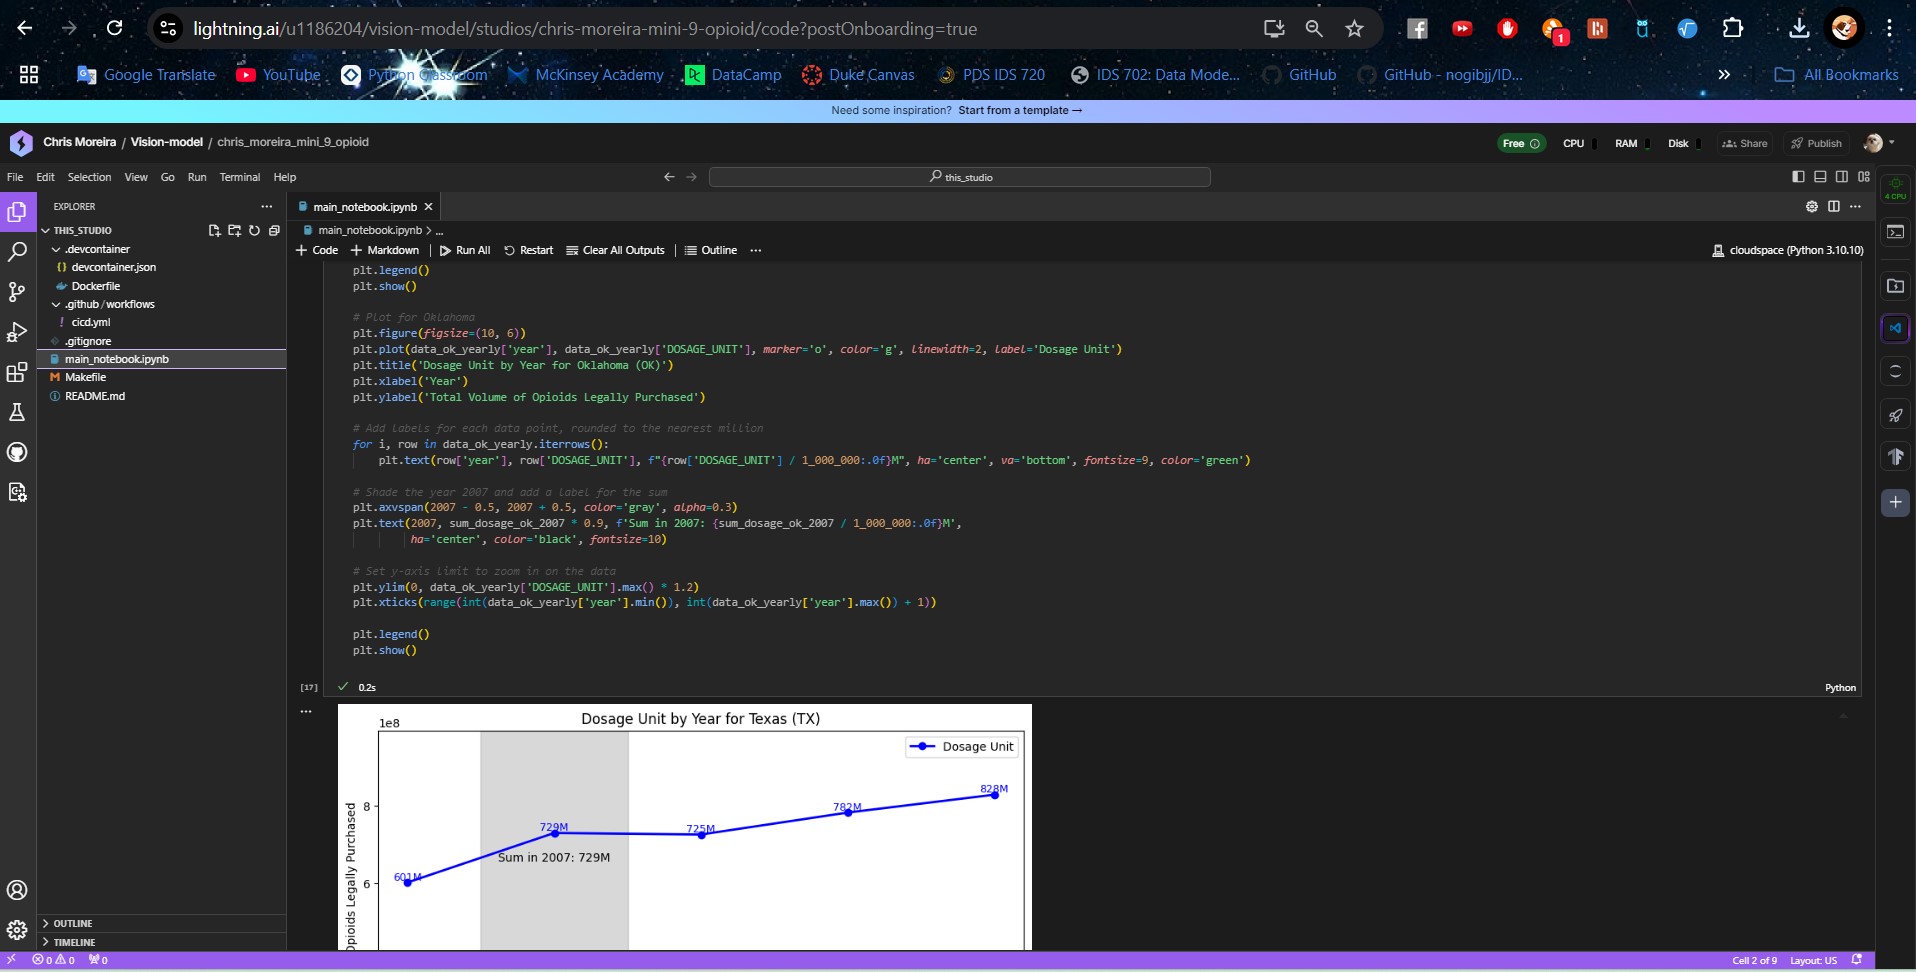 lightning.ai/u1186204/vision-model/studios/chris-moreira-mini-9-opioid/code?postOnboarding=true
1
Google Translate YouTube Python Classroom McKinsey Academy DataCamp Duke Canvas PDS IDS 720 IDS 702: Data Mode... GitHub GitHub - nogibjj/ID... All Bookmarks
Need some inspiration? Start from a template →
Chris Moreira / Vision-model / chris_moreira_mini_9_opioid
Free CPU RAM Disk Share Publish
File Edit Selection View Go Run Terminal Help
this_studio
4 CPU
EXPLORER
main_notebook.ipynb
THIS_STUDIO
main_notebook.ipynb > ...
.devcontainer
+ Code + Markdown Run All Restart Clear All Outputs Outline ...
cloudspace (Python 3.10.10)
devcontainer.json
Dockerfile
.github / workflows
cicd.yml
.gitignore
main_notebook.ipynb
Makefile
README.md
OUTLINE
TIMELINE
plt.legend()
plt.show()
# Plot for Oklahoma
plt.figure(figsize=(10, 6))
plt.plot(data_ok_yearly['year'], data_ok_yearly['DOSAGE_UNIT'], marker='o', color='g', linewidth=2, label='Dosage Unit')
plt.title('Dosage Unit by Year for Oklahoma (OK)')
plt.xlabel('Year')
plt.ylabel('Total Volume of Opioids Legally Purchased')
# Add labels for each data point, rounded to the nearest million
for i, row in data_ok_yearly.iterrows():
plt.text(row['year'], row['DOSAGE_UNIT'], f"{row['DOSAGE_UNIT'] / 1_000_000:.0f}M", ha='center', va='bottom', fontsize=9, color='green')
# Shade the year 2007 and add a label for the sum
plt.axvspan(2007 - 0.5, 2007 + 0.5, color='gray', alpha=0.3)
plt.text(2007, sum_dosage_ok_2007 * 0.9, f'Sum in 2007: {sum_dosage_ok_2007 / 1_000_000:.0f}M',
ha='center', color='black', fontsize=10)
# Set y-axis limit to zoom in on the data
plt.ylim(0, data_ok_yearly['DOSAGE_UNIT'].max() * 1.2)
plt.xticks(range(int(data_ok_yearly['year'].min()), int(data_ok_yearly['year'].max()) + 1))
plt.legend()
plt.show()
[17] 0.2s
Python
Dosage Unit by Year for Texas (TX)
1e8
Dosage Unit
8
6
Opioids Legally Purchased
601M
729M
725M
782M
828M
Sum in 2007: 729M
0 0 0
Cell 2 of 9 Layout: US